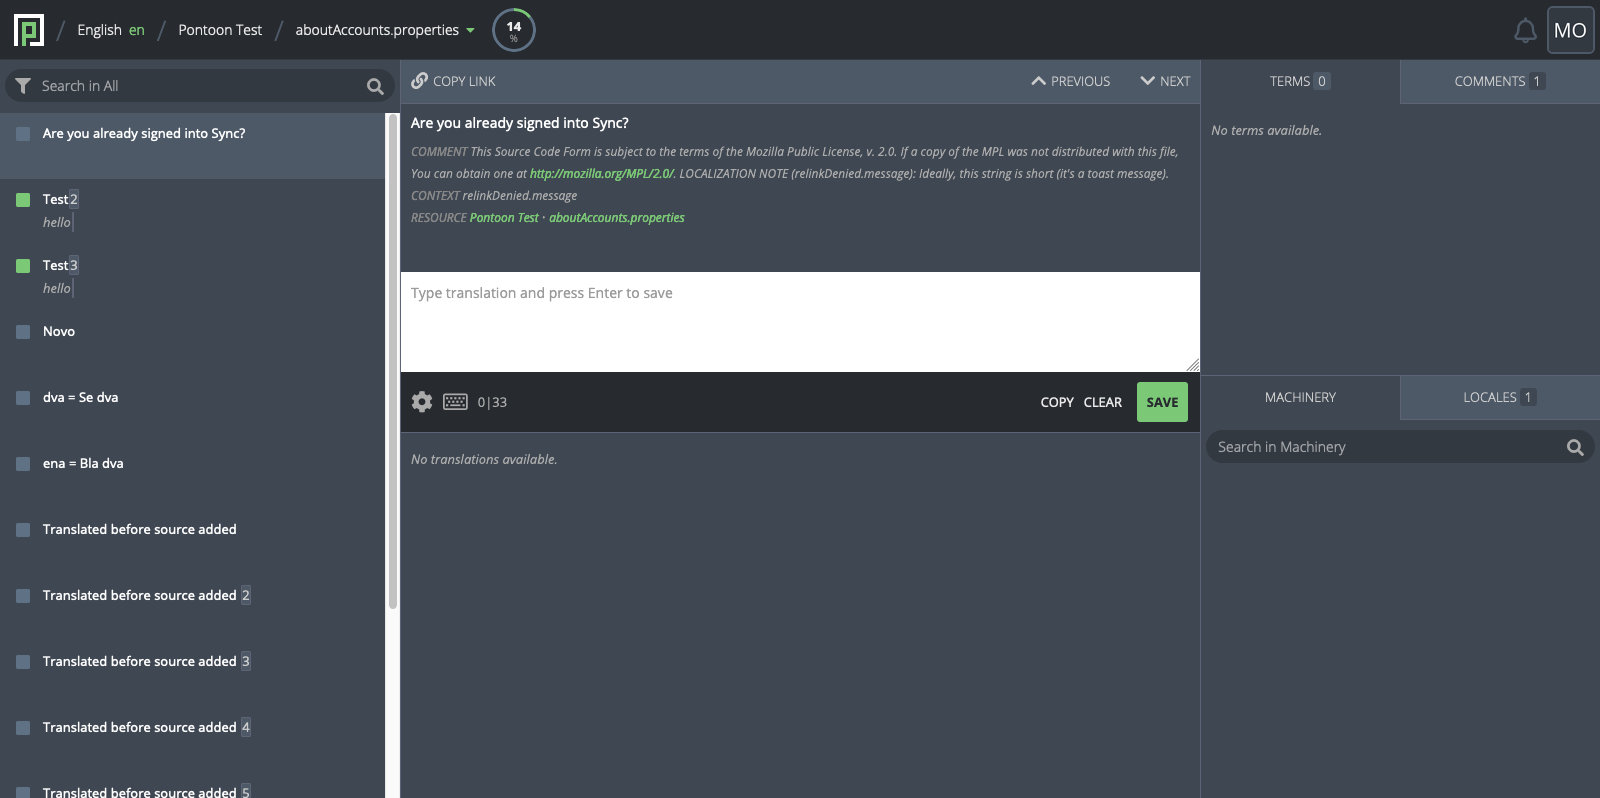 English en
Pontoon Test
aboutAccounts.properties
14
%
MO
Search in All
Are you already signed into Sync?
Test 2
hello
Test 3
hello
Novo
dva = Se dva
ena = Bla dva
Translated before source added
Translated before source added 2
Translated before source added 3
Translated before source added 4
Translated before source added 5
COPY LINK
PREVIOUS
NEXT
Are you already signed into Sync?
COMMENT This Source Code Form is subject to the terms of the Mozilla Public License, v. 2.0. If a copy of the MPL was not distributed with this file,
You can obtain one at http://mozilla.org/MPL/2.0/. LOCALIZATION NOTE (relinkDenied.message): Ideally, this string is short (it's a toast message).
CONTEXT relinkDenied.message
RESOURCE Pontoon Test · aboutAccounts.properties
Type translation and press Enter to save
0|33
COPY CLEAR SAVE
No translations available.
TERMS 0
COMMENTS 1
No terms available.
MACHINERY
LOCALES 1
Search in Machinery